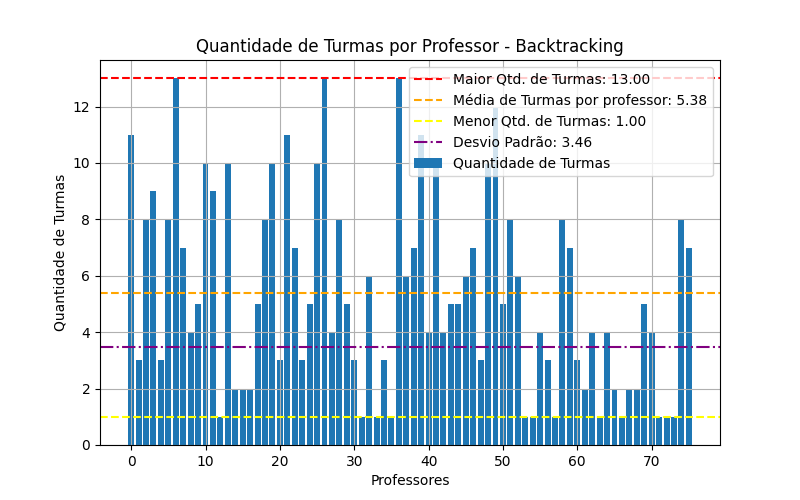 Quantidade de Turmas por Professor - Backtracking
Maior Qtd. de Turmas: 13.00
Média de Turmas por professor: 5.38
Menor Qtd. de Turmas: 1.00
Desvio Padrão: 3.46
Quantidade de Turmas
Quantidade de Turmas
12
10
8
6
4
2
0
0 10 20 30 40 50 60 70
Professores